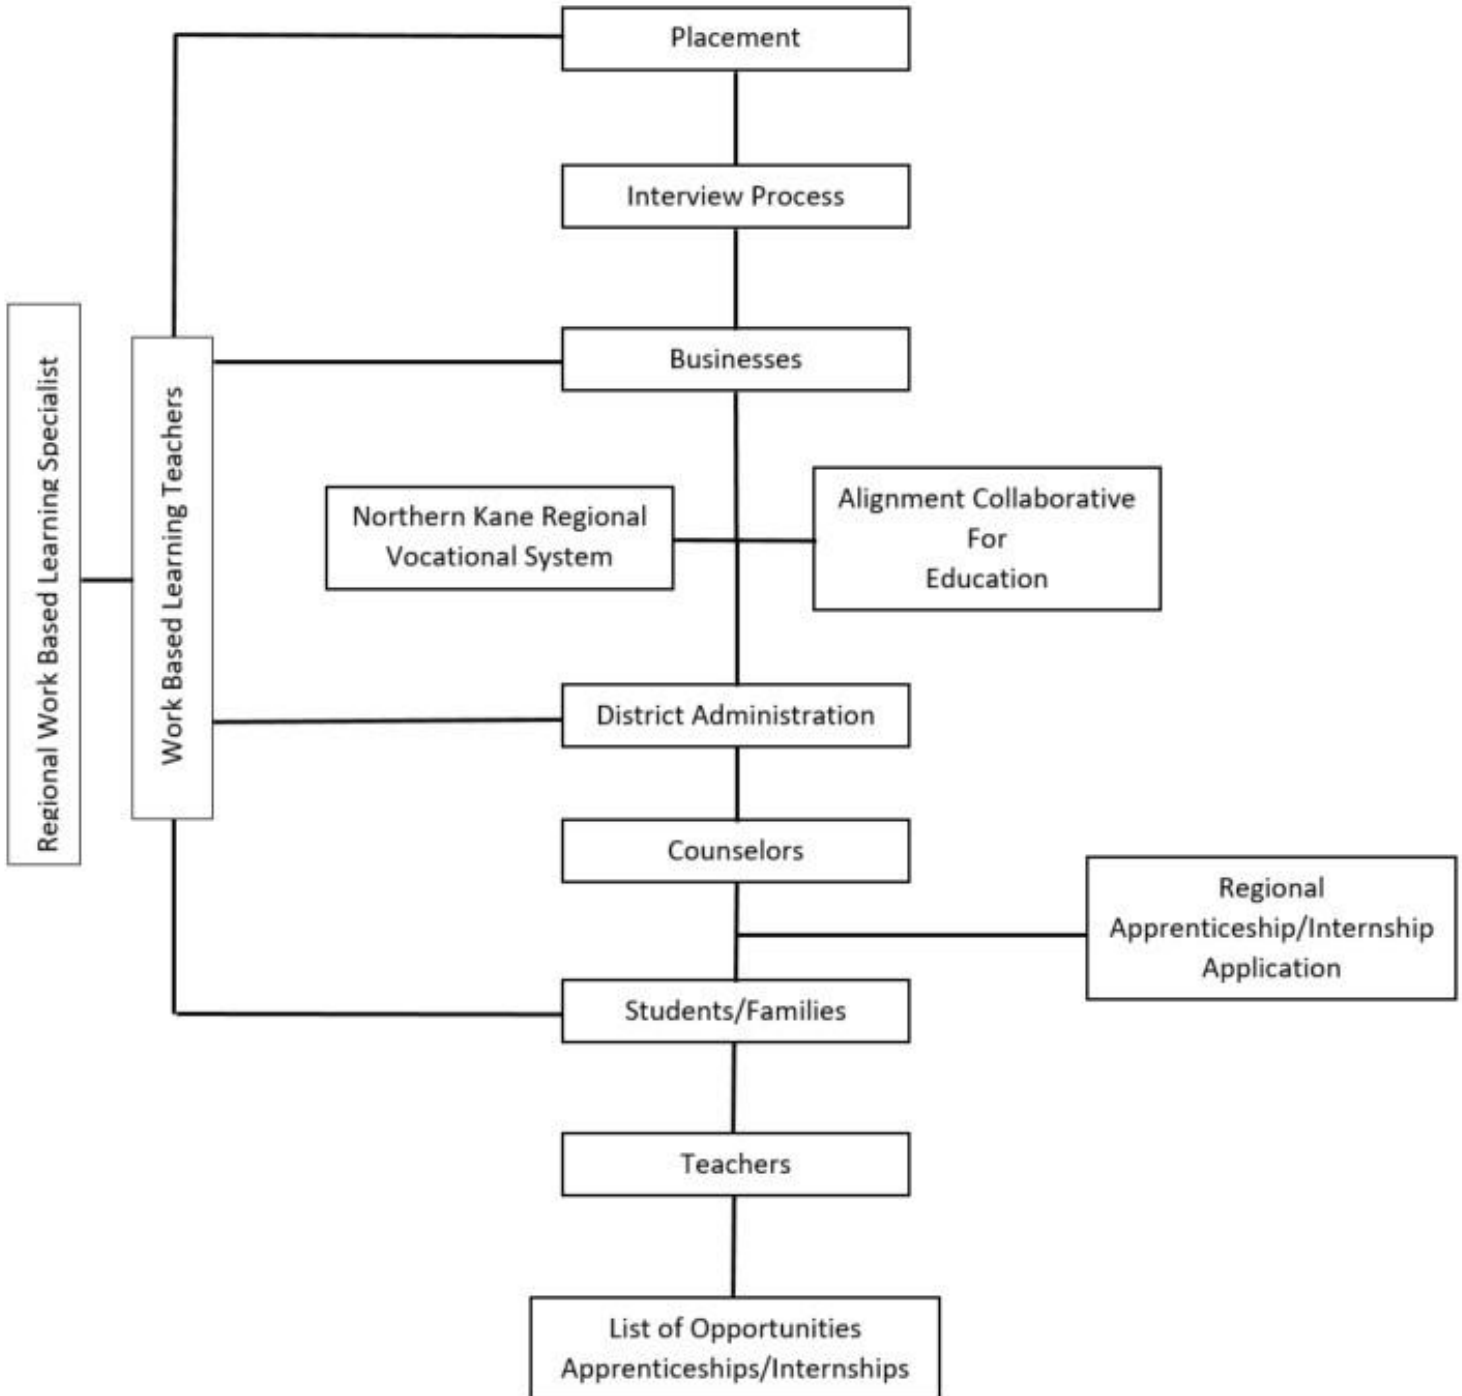 Placement
Interview Process
Businesses
Regional Work Based Learning Specialist
Work Based Learning Teachers
Northern Kane Regional
Vocational System
Alignment Collaborative
For
Education
District Administration
Counselors
Regional
Apprenticeship/Internship
Application
Students/Families
Teachers
List of Opportunities
Apprenticeships/Internships